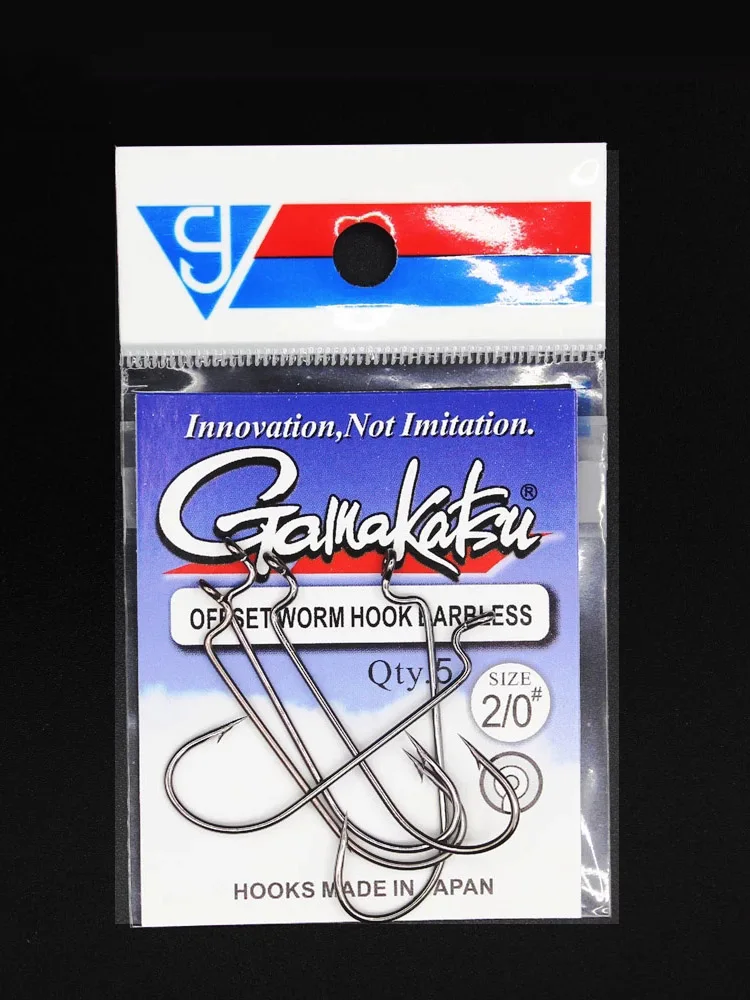 Innovation,Not Imitation.
Gamakatsu®
OFFSET WORM HOOK BARBLESS
Qty.5
SIZE
2/0#
HOOKS MADE IN JAPAN